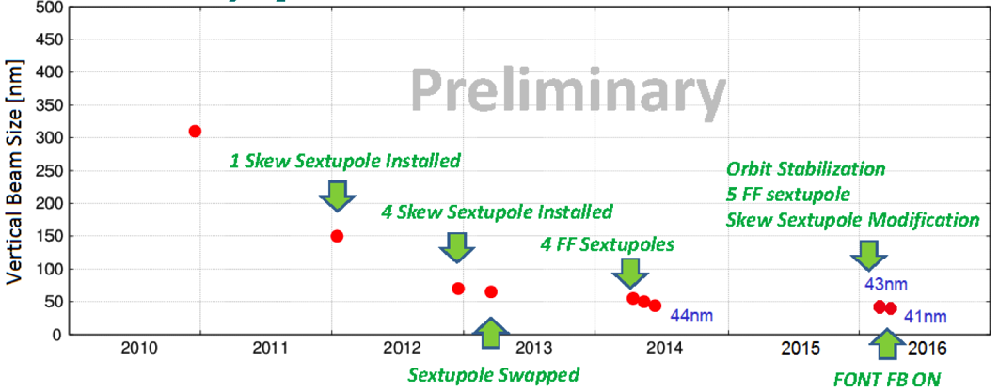 500
450
400
350
300
250
200
150
100
50
0
Vertical Beam Size [nm]
Preliminary
1 Skew Sextupole Installed
4 Skew Sextupole Installed
4 FF Sextupoles
Orbit Stabilization
5 FF sextupole
Skew Sextupole Modification
43nm
44nm
41nm
2010 2011 2012 2013 2014 2015 2016
Sextupole Swapped
FONT FB ON